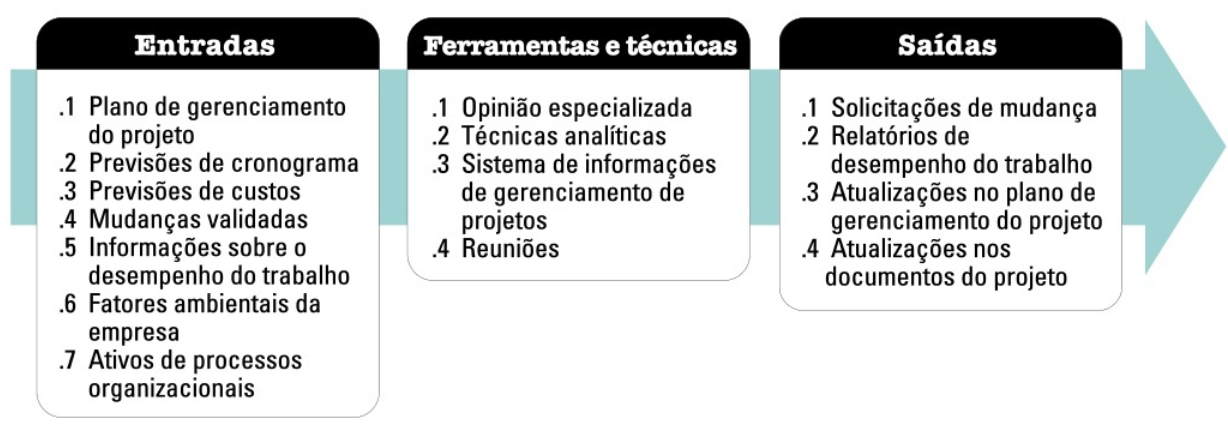 Entradas
.1 Plano de gerenciamento
do projeto
.2 Previsões de cronograma
.3 Previsões de custos
.4 Mudanças validadas
.5 Informações sobre o
desempenho do trabalho
.6 Fatores ambientais da
empresa
.7 Ativos de processos
organizacionais
Ferramentas e técnicas
.1 Opinião especializada
.2 Técnicas analíticas
.3 Sistema de informações
de gerenciamento de
projetos
.4 Reuniões
Saídas
.1 Solicitações de mudança
.2 Relatórios de
desempenho do trabalho
.3 Atualizações no plano de
gerenciamento do projeto
.4 Atualizações nos
documentos do projeto